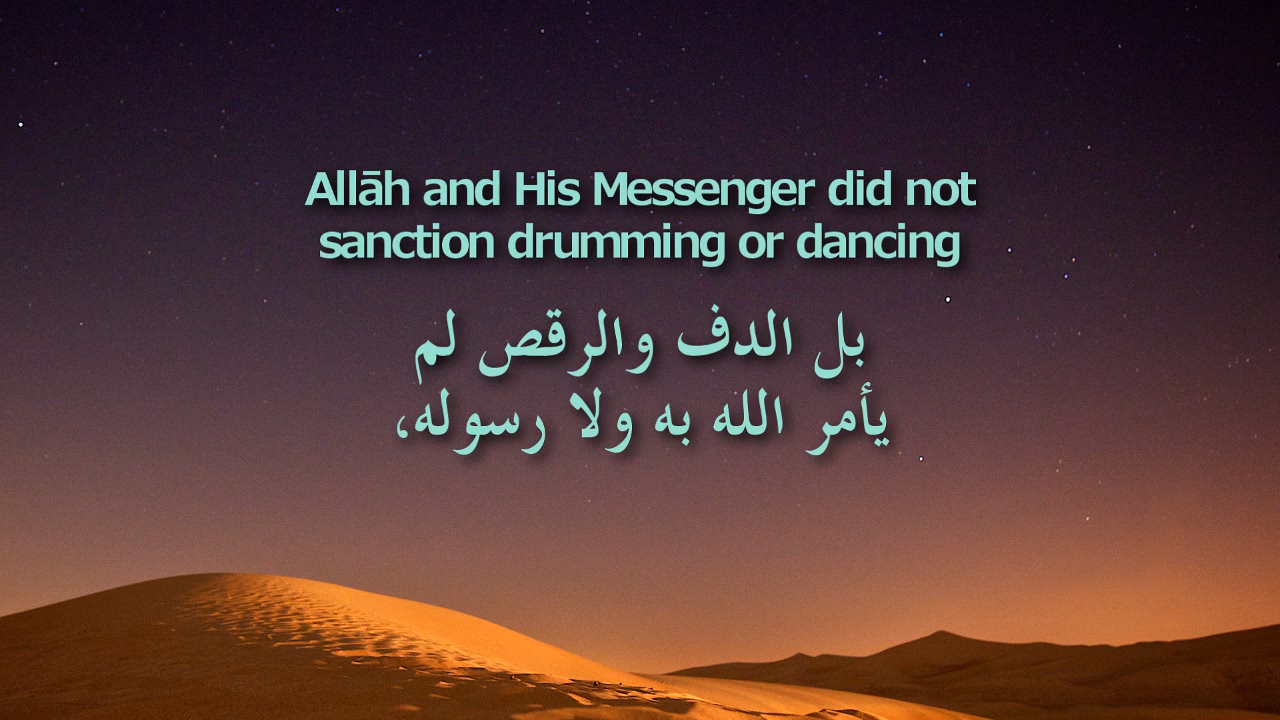 Allāh and His Messenger did not
sanction drumming or dancing
بل الدف والرقص لم
يأمر الله به ولا رسوله،